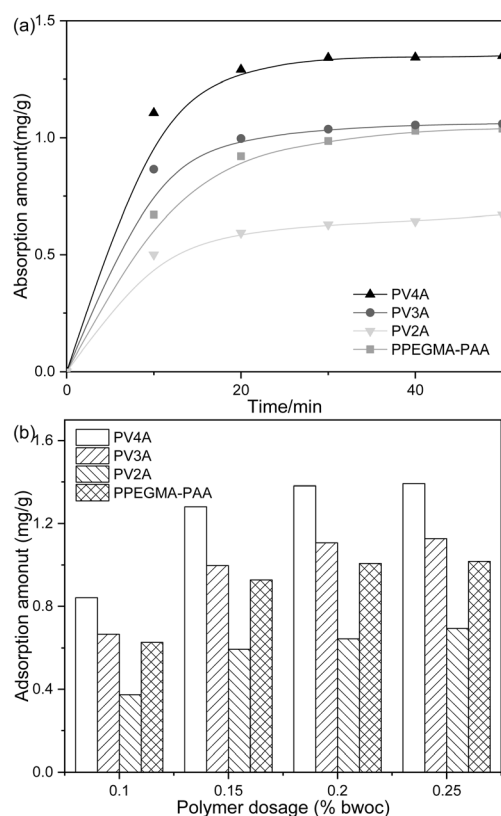 (a)
1.5
1.0
0.5
0.0
Absorption amount(mg/g)
PV4A
PV3A
PV2A
PPEGMA-PAA
0
20
40
Time/min
(b)
1.6
1.2
0.8
0.4
0.0
Adsorption amonut (mg/g)
PV4A
PV3A
PV2A
PPEGMA-PAA
0.1
0.15
0.2
0.25
Polymer dosage (% bwoc)